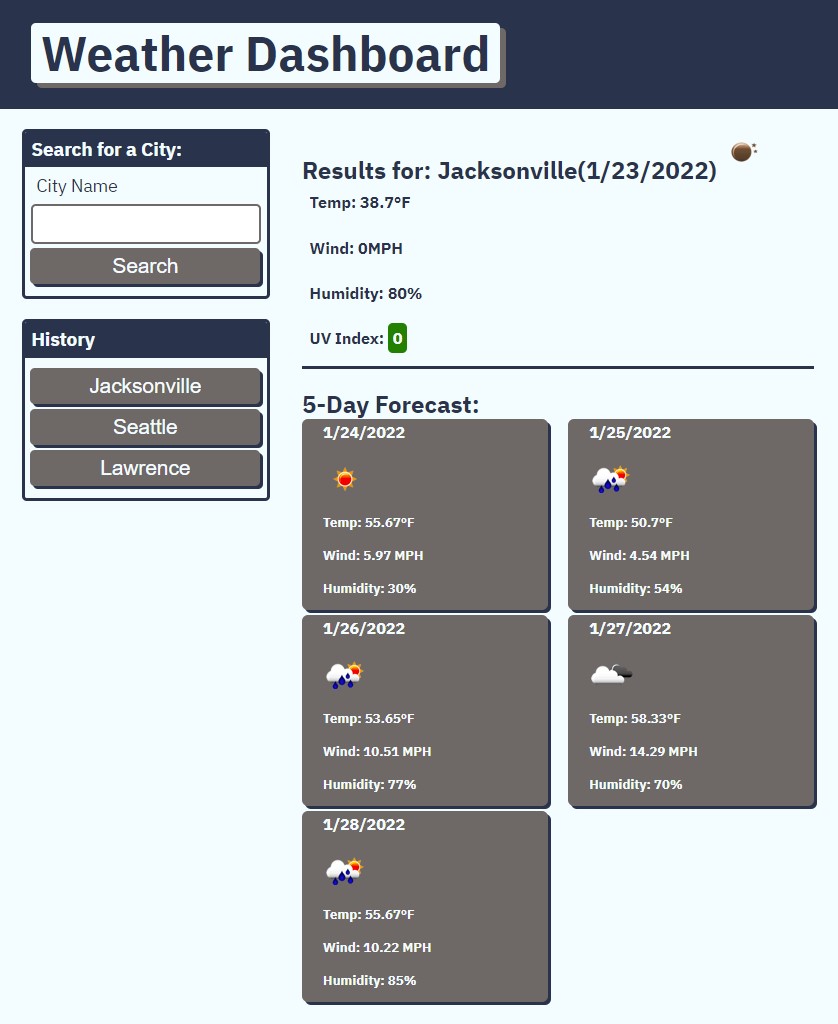 Weather Dashboard
Search for a City:
City Name
Search
History
Jacksonville
Seattle
Lawrence
Results for: Jacksonville(1/23/2022)
Temp: 38.7°F
Wind: 0MPH
Humidity: 80%
UV Index: 0
5-Day Forecast:
1/24/2022
Temp: 55.67°F
Wind: 5.97 MPH
Humidity: 30%
1/25/2022
Temp: 50.7°F
Wind: 4.54 MPH
Humidity: 54%
1/26/2022
Temp: 53.65°F
Wind: 10.51 MPH
Humidity: 77%
1/27/2022
Temp: 58.33°F
Wind: 14.29 MPH
Humidity: 70%
1/28/2022
Temp: 55.67°F
Wind: 10.22 MPH
Humidity: 85%